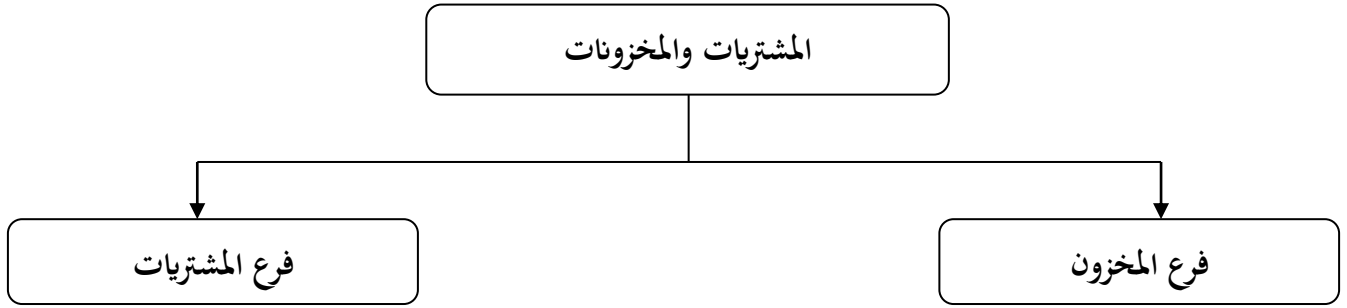 المشتريات والمخزونات
فرع المخزون
فرع المشتريات